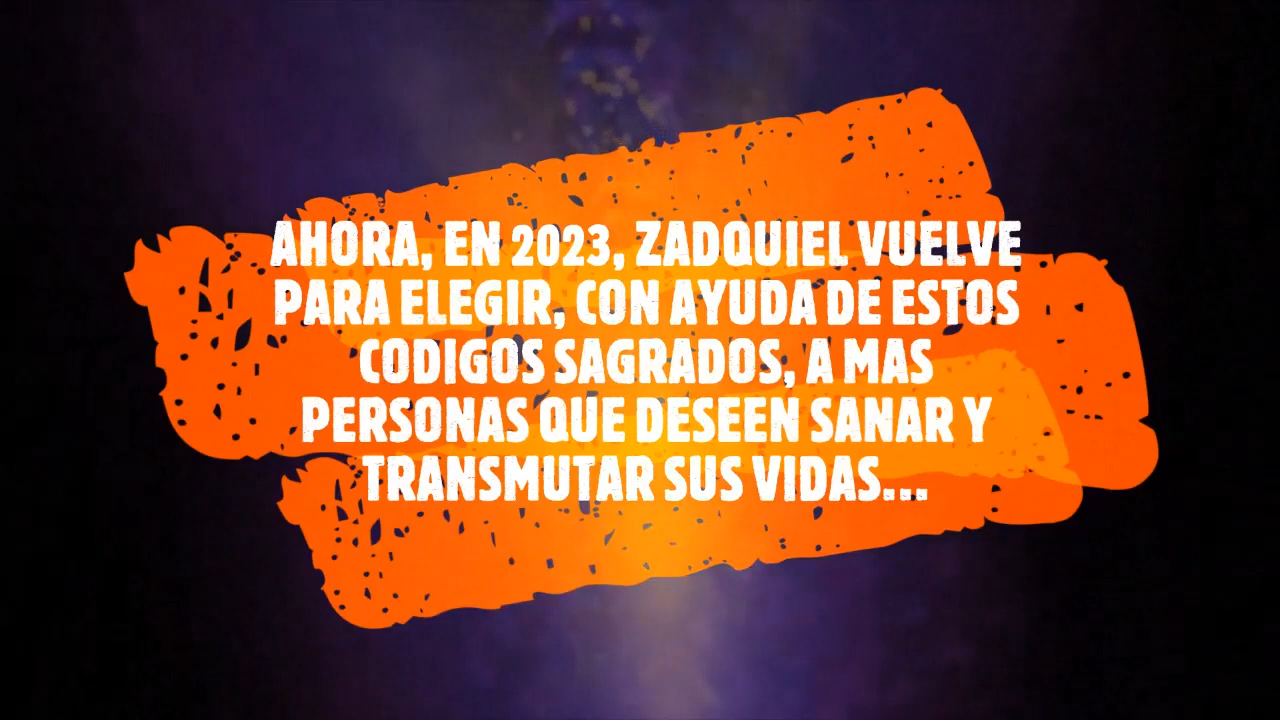 AHORA, EN 2023, ZADQUIEL VUELVE
PARA ELEGIR, CON AYUDA DE ESTOS
CODIGOS SAGRADOS, A MAS
PERSONAS QUE DESEEN SANAR Y
TRANSMUTAR SUS VIDAS...